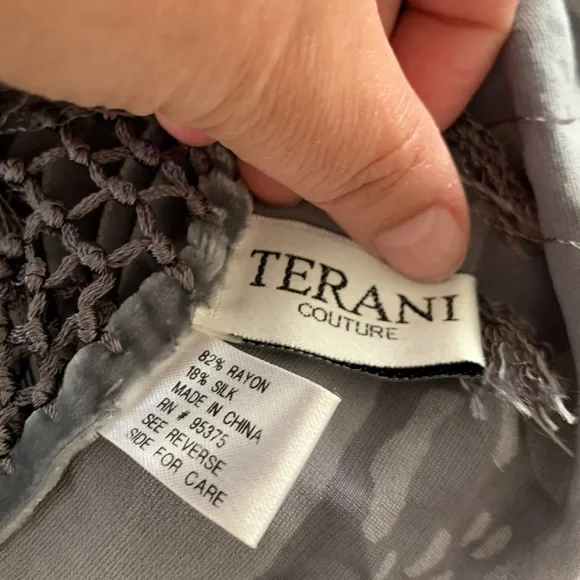 TERANI
COUTURE
82% RAYON
18% SILK
MADE IN CHINA
RN # 95375
SEE REVERSE
SIDE FOR CARE